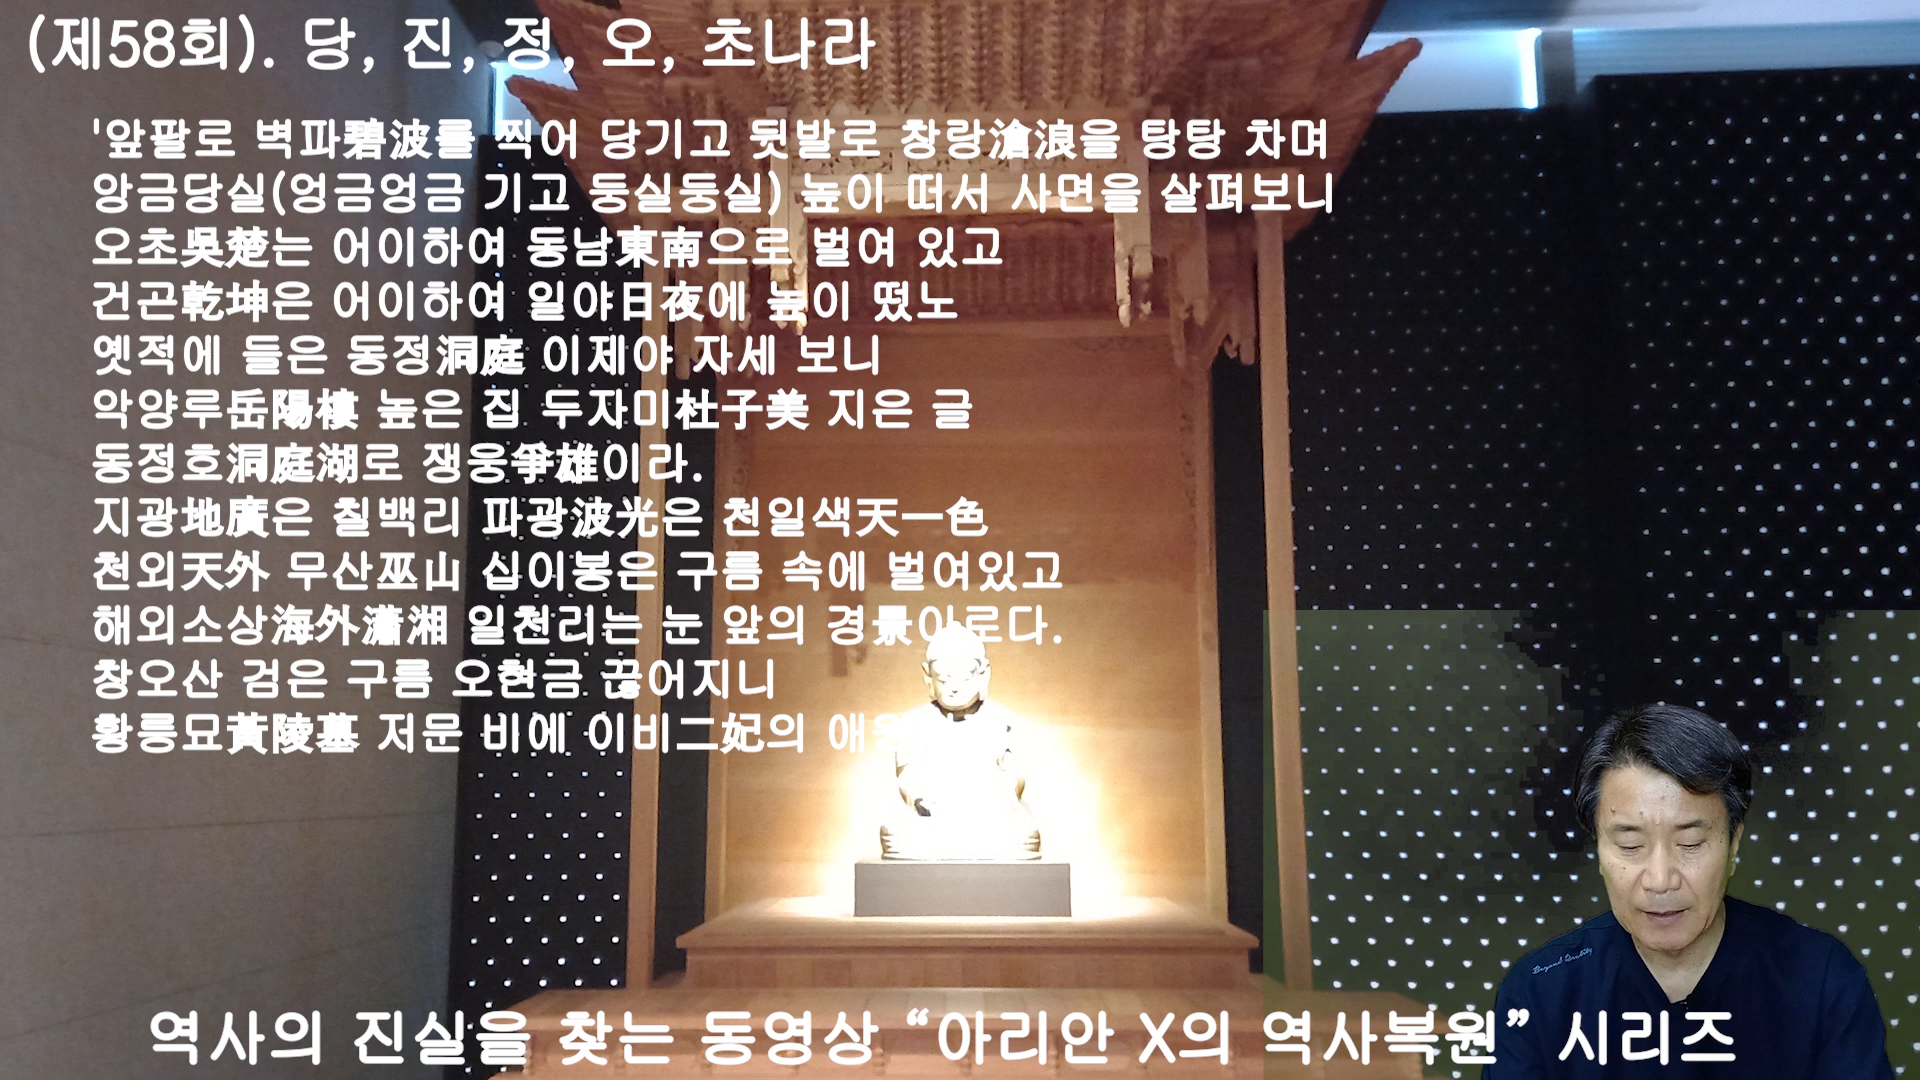 (제58회). 당, 진, 정, 오, 초나라
'앞팔로 벽파碧波를 찍어 당기고 뒷발로 창랑滄浪을 탕탕 차며
앙금당실(엉금엉금 기고 둥실둥실) 높이 떠서 사면을 살펴보니
오초吳楚는 어이하여 동남東南으로 벌여 있고
건곤乾坤은 어이하여 일야日夜에 높이 떴노
옛적에 들은 동정洞庭 이제야 자세 보니
악양루岳陽樓 높은 집 두자미杜子美 지은 글
동정호洞庭湖로 쟁웅爭雄이라.
지광地廣은 칠백리 파광波光은 천일색天一色
천외天外 무산巫山 십이봉은 구름 속에 벌여있고
해외소상海外瀟湘 일천리는 눈 앞의 경景이로다.
창오산 검은 구름 오현금 끊어지니
황릉묘黃陵墓 저문 비에 이비二妃의
Beyond Quality
역사의 진실을 찾는 동영상 “아리안 X의 역사복원” 시리즈